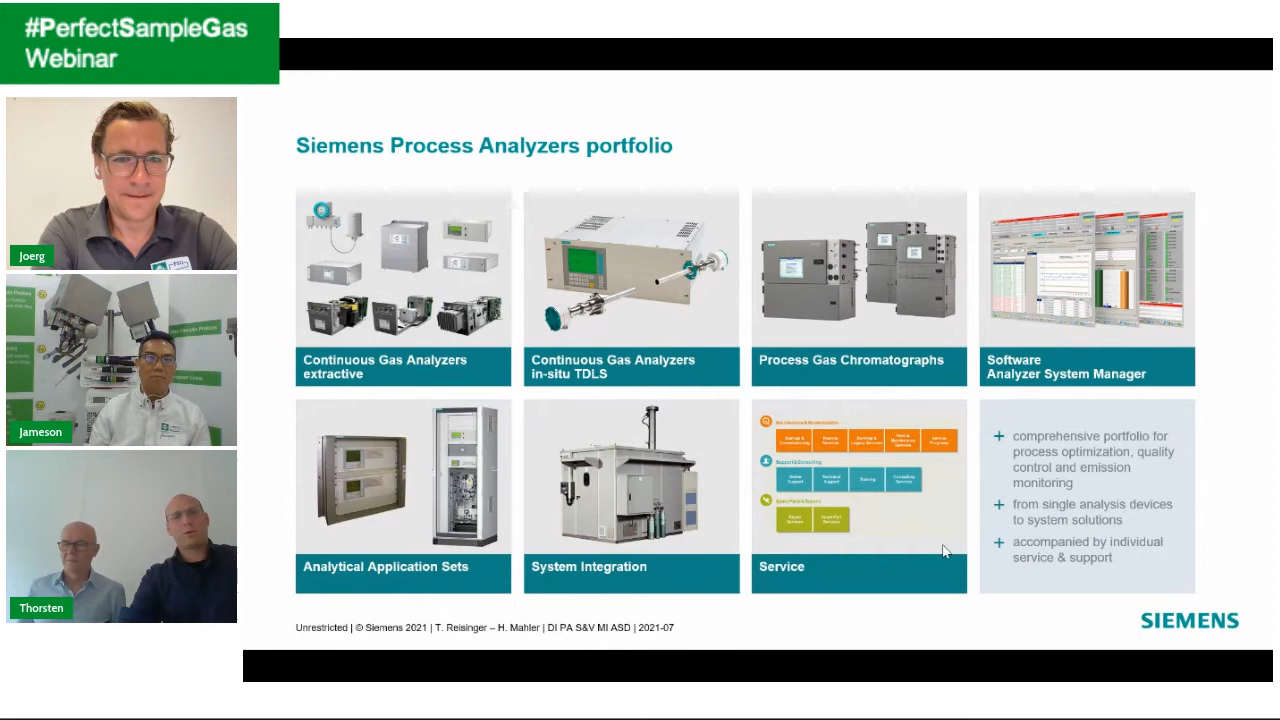 #PerfectSampleGas
Webinar
Joerg
Jameson
Thorsten
Siemens Process Analyzers portfolio
Continuous Gas Analyzers
extractive
Continuous Gas Analyzers
in-situ TDLS
Process Gas Chromatographs
Software
Analyzer System Manager
Analytical Application Sets
System Integration
Support & Consulting
Training
Service
+ comprehensive portfolio for
process optimization, quality
control and emission
monitoring
+ from single analysis devices
to system solutions
+ accompanied by individual
service & support
Unrestricted | © Siemens 2021 | T. Reisinger – H. Mahler | DI PA S&V MI ASD | 2021-07
SIEMENS